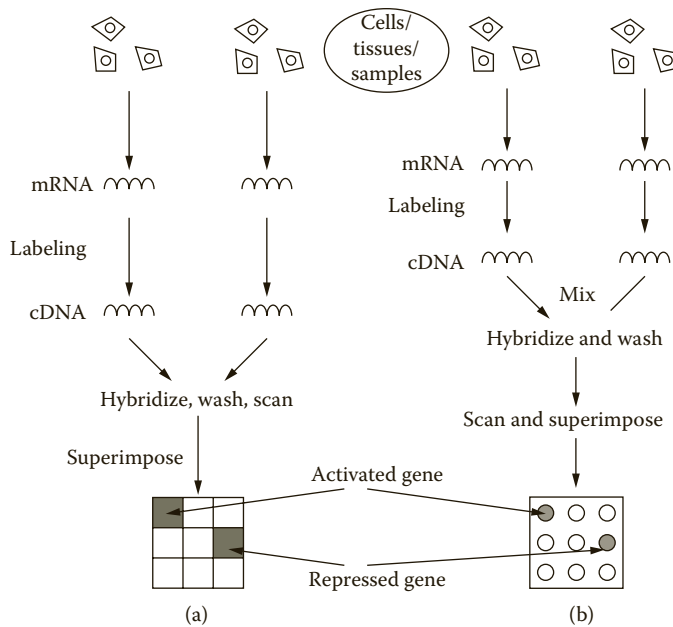 Cells/
tissues/
samples
mRNA
Labeling
cDNA
Hybridize, wash, scan
Superimpose
(a)
mRNA
Labeling
cDNA
Mix
Hybridize and wash
Scan and superimpose
Activated gene
Repressed gene
(b)